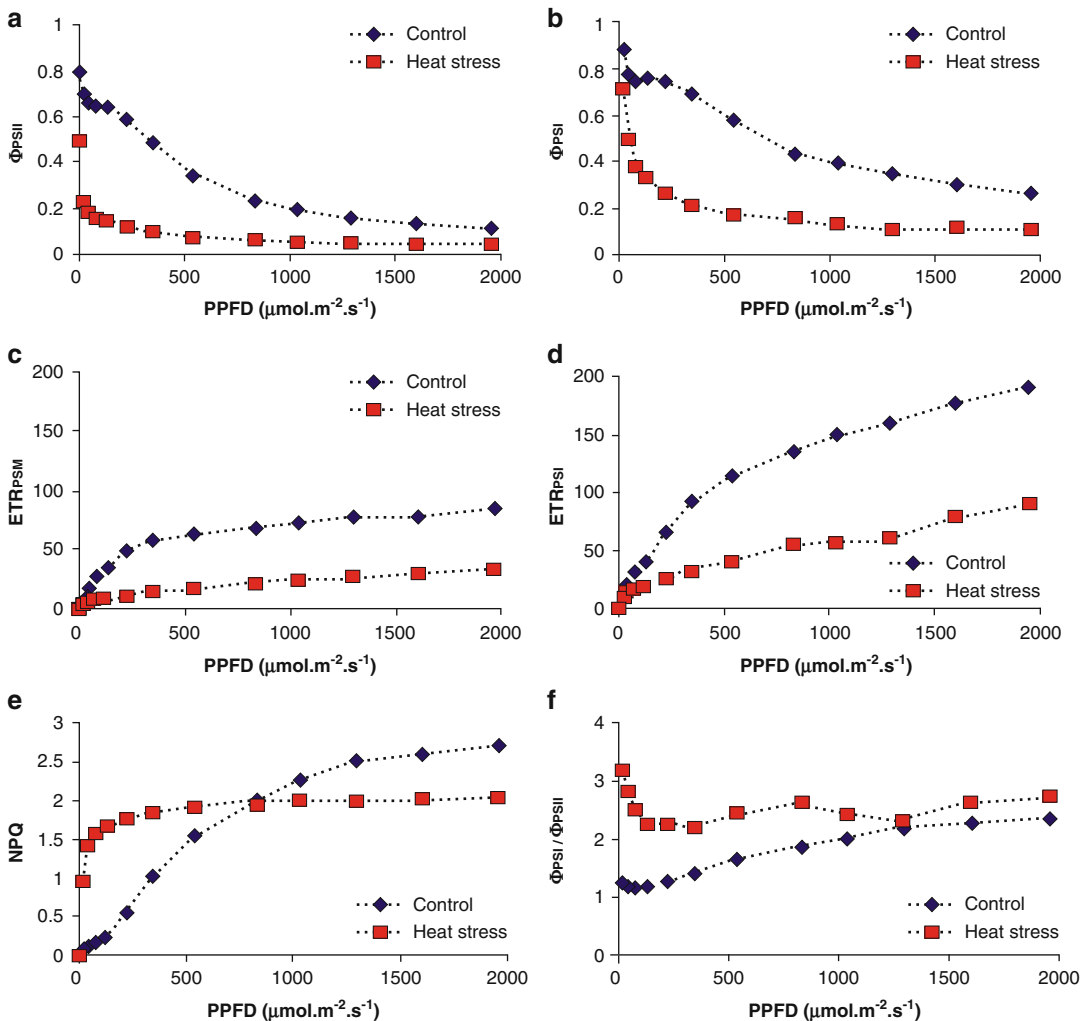 a
1
0.8
0.6
0.4
0.2
0
ΦPSII
Control
Heat stress
0 500 1000 1500 2000
PPFD (μmol.m-2.s-1)
b
1
0.8
0.6
0.4
0.2
0
ΦPSI
Control
Heat stress
0 500 1000 1500 2000
PPFD (μmol.m-2.s-1)
c
200
150
100
50
0
ETRPSM
Control
Heat stress
0 500 1000 1500 2000
PPFD (μmol.m-2.s-1)
d
200
150
100
50
0
ETRPSI
Control
Heat stress
0 500 1000 1500 2000
PPFD (μmol.m-2.s-1)
e
3
2.5
2
1.5
1
0.5
0
NPQ
Control
Heat stress
0 500 1000 1500 2000
PPFD (μmol.m-2.s-1)
f
4
3
2
1
0
ΦPSI / ΦPSII
Control
Heat stress
0 500 1000 1500 2000
PPFD (μmol.m-2.s-1)